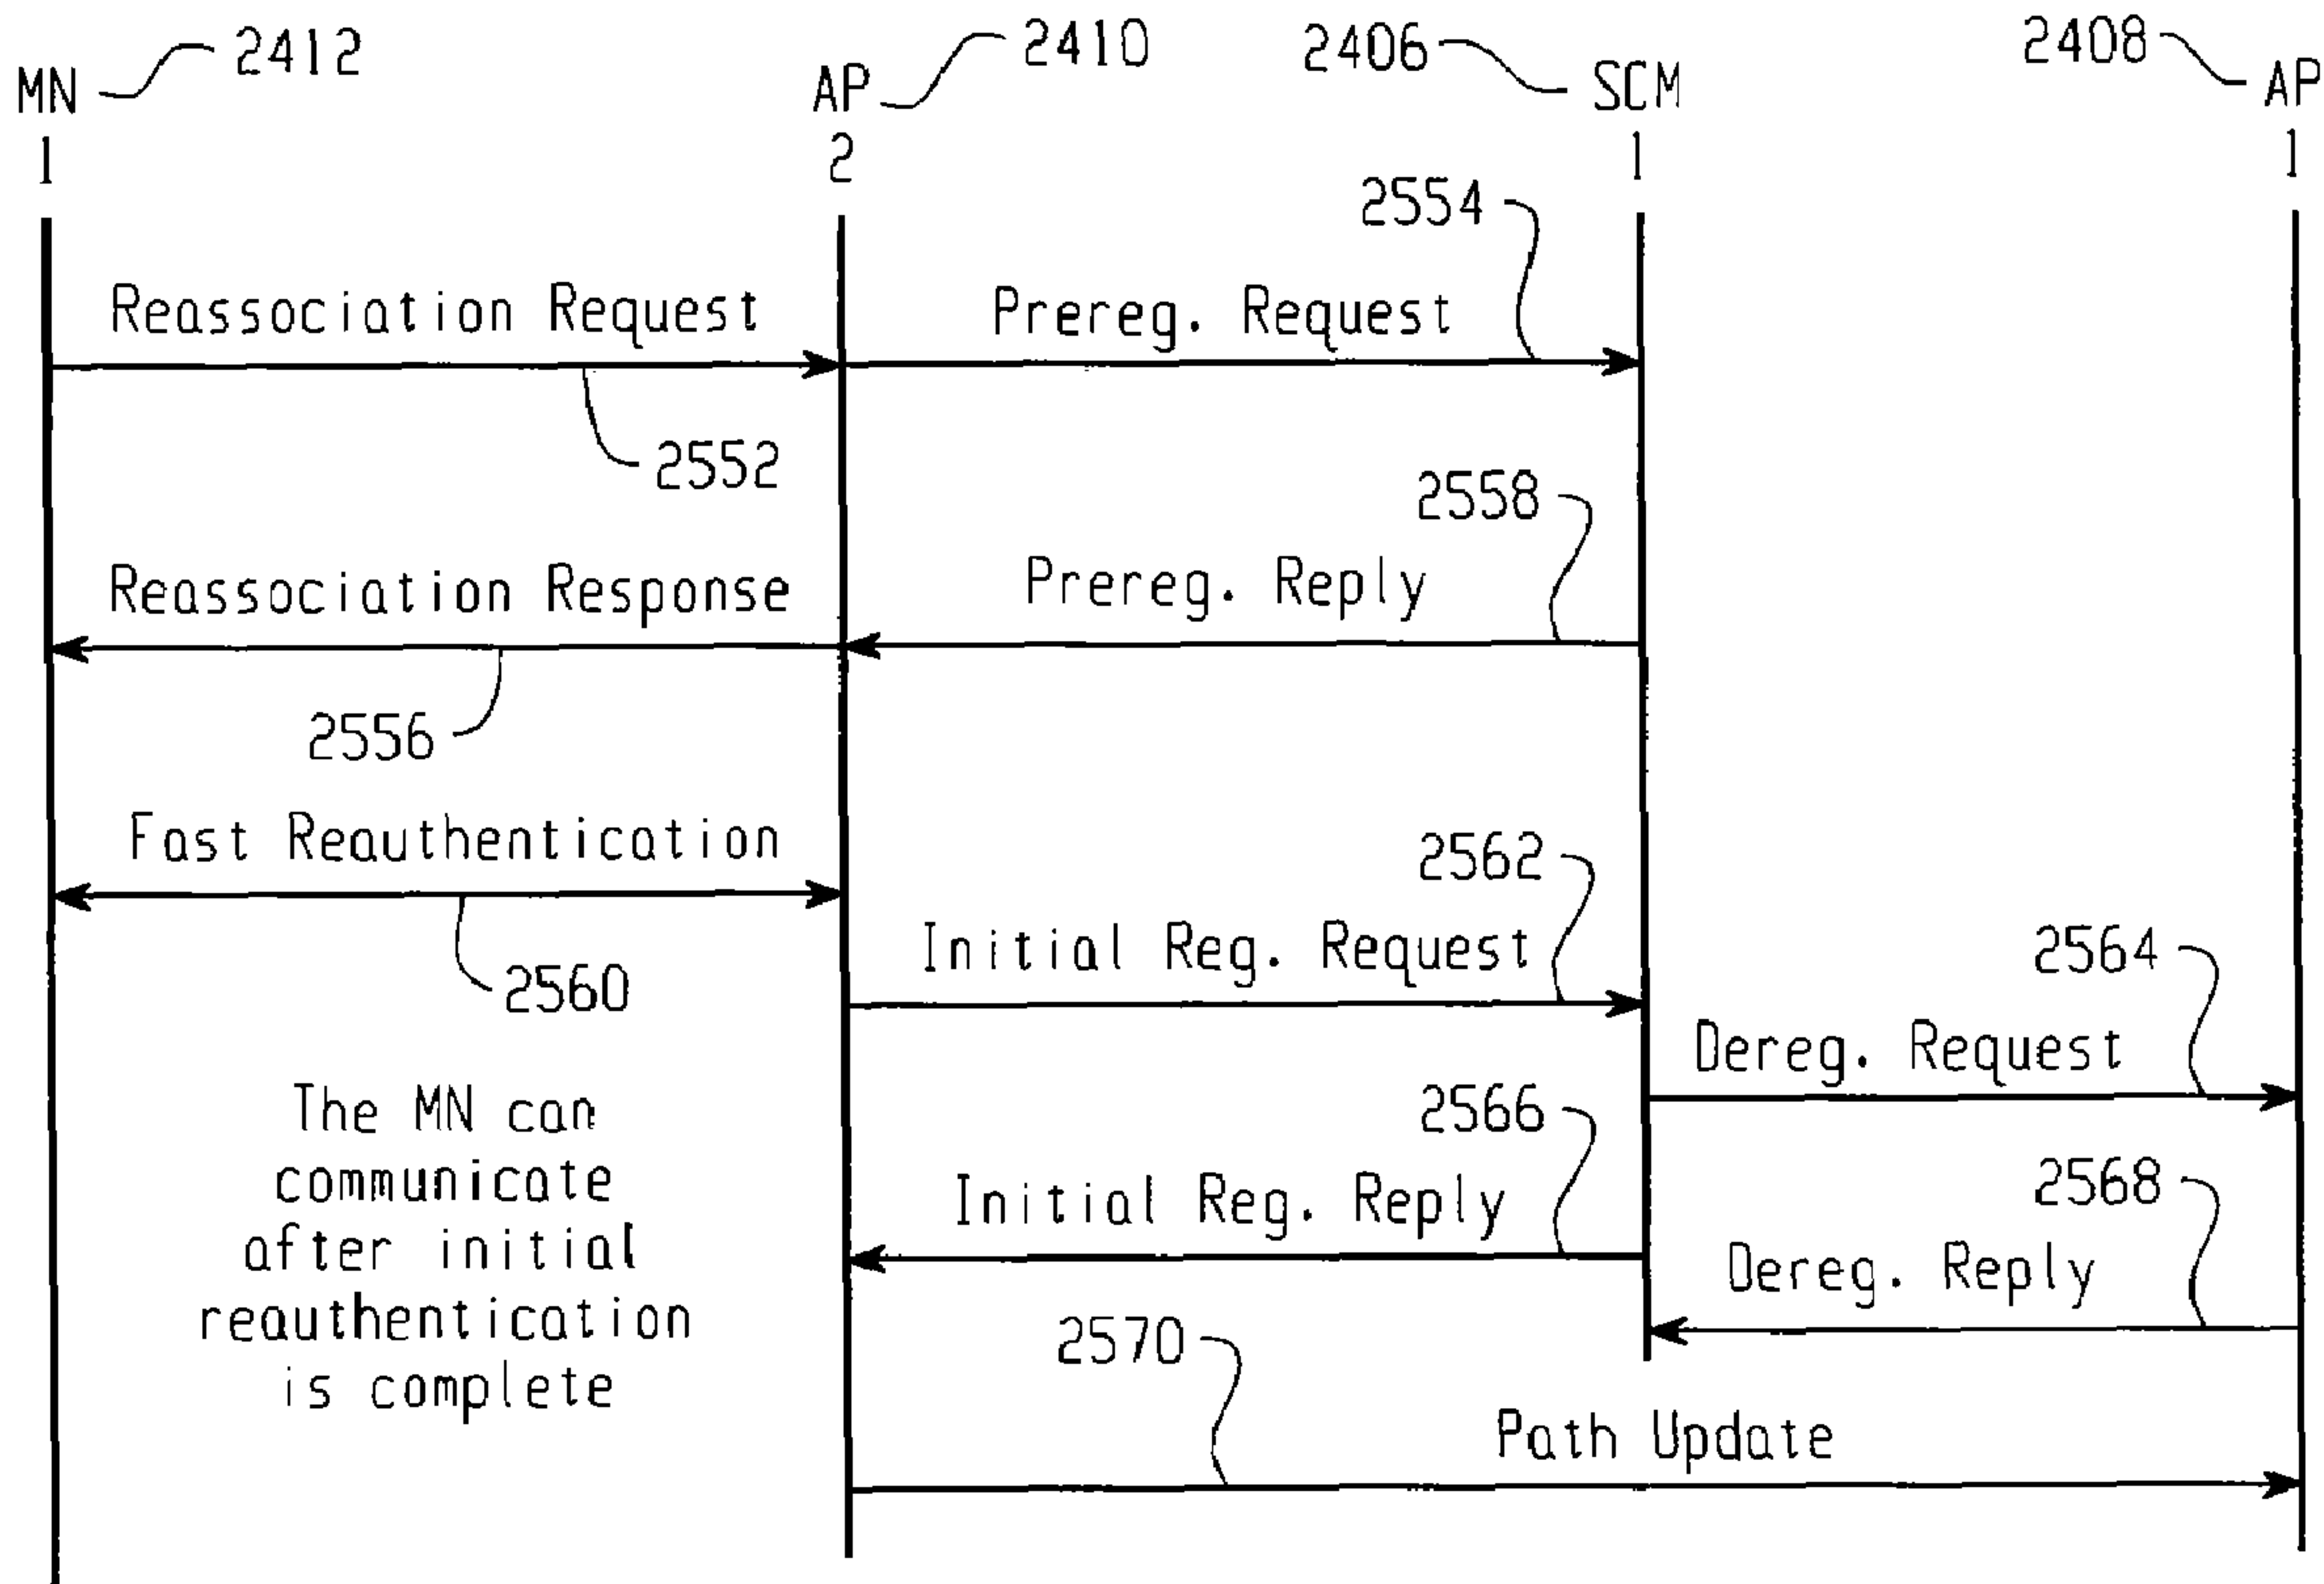 2412
2410
2406
2408
MN
AP
SCM
AP
1
2
1
1
2554
Reassociation Request
Prereg. Request
2552
2558
Reassociation Response
Prereg. Reply
2556
Fast Reauthentication
2562
Initial Reg. Request
2564
2560
Dereg. Request
The MN can
communicate
after initial
reauthentication
is complete
2566
Initial Reg. Reply
2568
Dereg. Reply
2570
Path Update